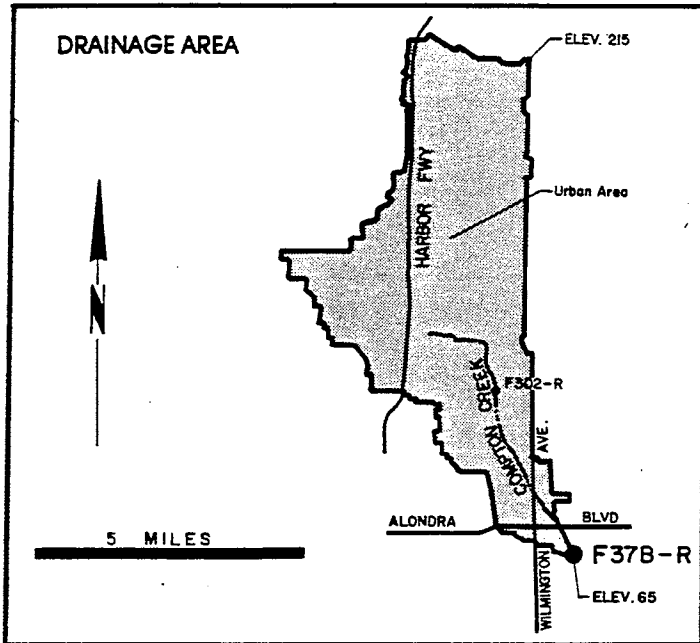 DRAINAGE AREA
ELEV. 215
HARBOR FWY
Urban Area
N
F302-R
COMPTON CREEK
AVE.
ALONDRA
BLVD
5 MILES
F37B-R
WILMINGTON
ELEV. 65